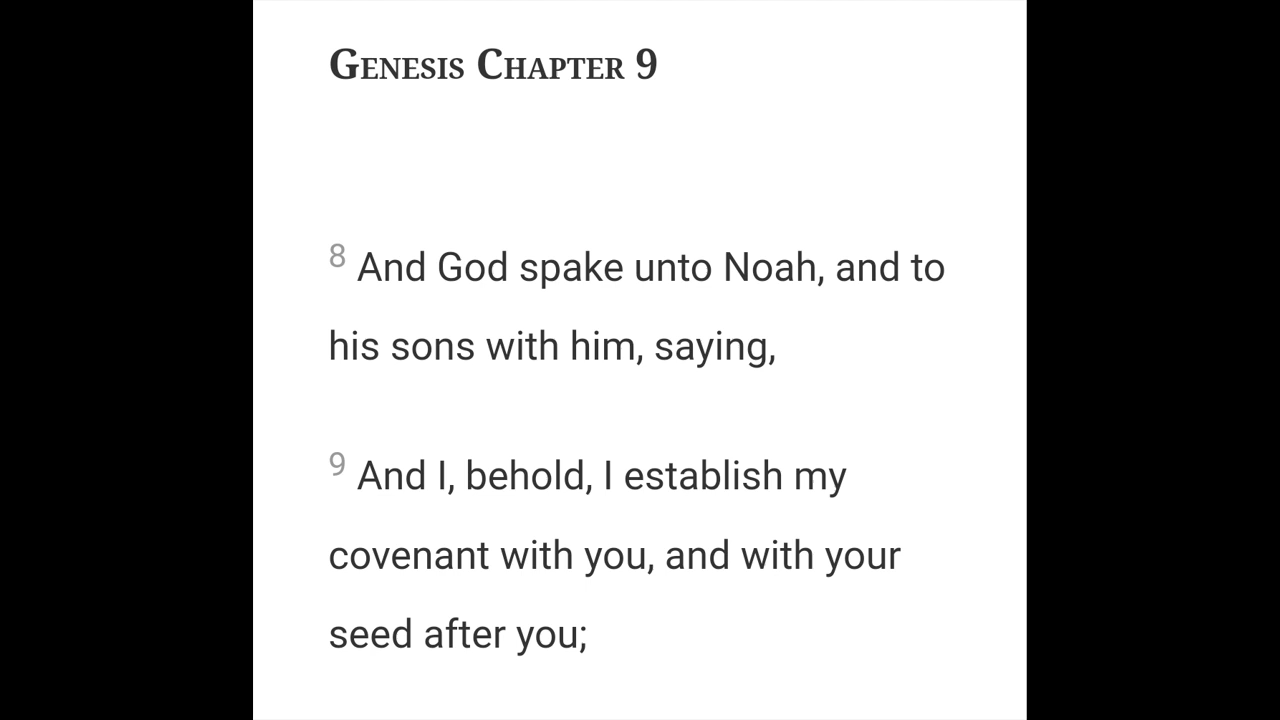 Genesis Chapter 9
8 And God spake unto Noah, and to
his sons with him, saying,
9 And I, behold, I establish my
covenant with you, and with your
seed after you;